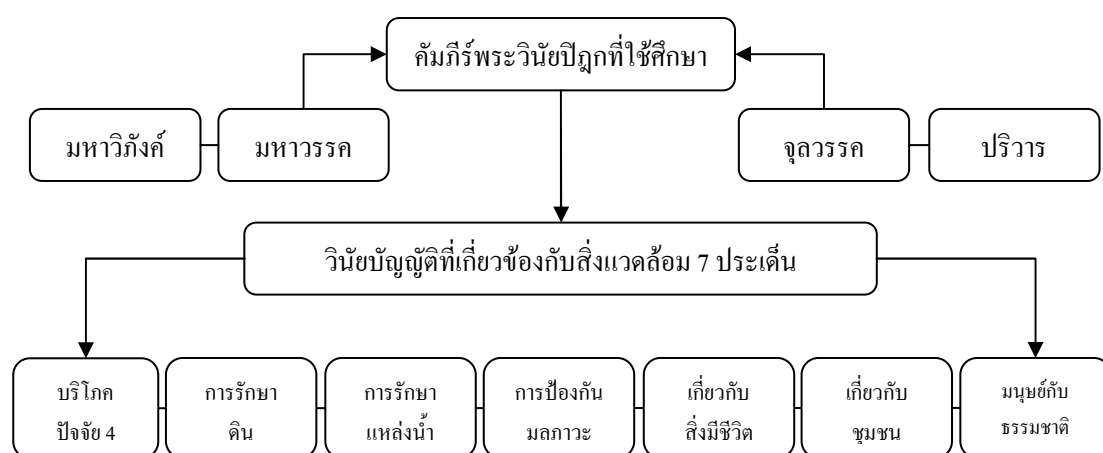 คัมภีร์พระวินัยปิฎกที่ใช้ศึกษา
มหาวิภังค์
มหาวรรค
จุลวรรค
ปริวาร
วินัยบัญญัติที่เกี่ยวข้องกับสิ่งแวดล้อม 7 ประเด็น
บริโภค
ปัจจัย 4
การรักษา
ดิน
การรักษา
แหล่งน้ำ
การป้องกัน
มลภาวะ
เกี่ยวกับ
สิ่งมีชีวิต
เกี่ยวกับ
ชุมชน
มนุษย์กับ
ธรรมชาติ